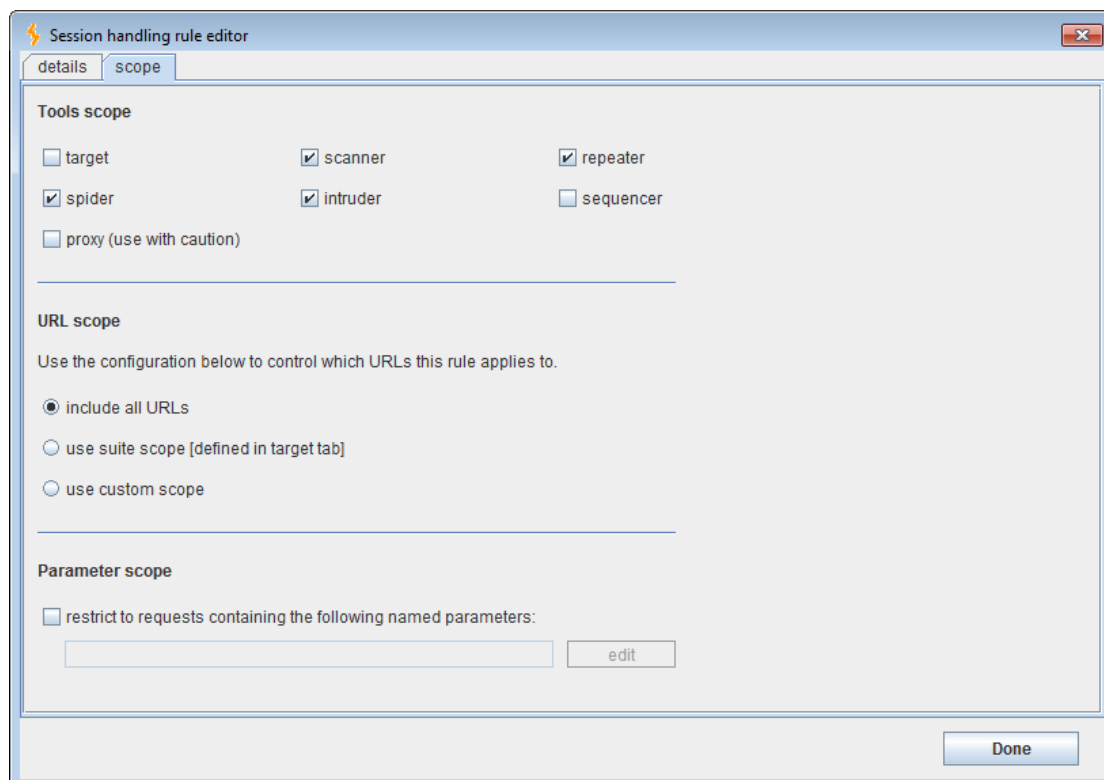 Session handling rule editor
details scope
Tools scope
target scanner repeater
spider intruder sequencer
proxy (use with caution)
URL scope
Use the configuration below to control which URLs this rule applies to.
include all URLs
use suite scope [defined in target tab]
use custom scope
Parameter scope
restrict to requests containing the following named parameters:
edit
Done